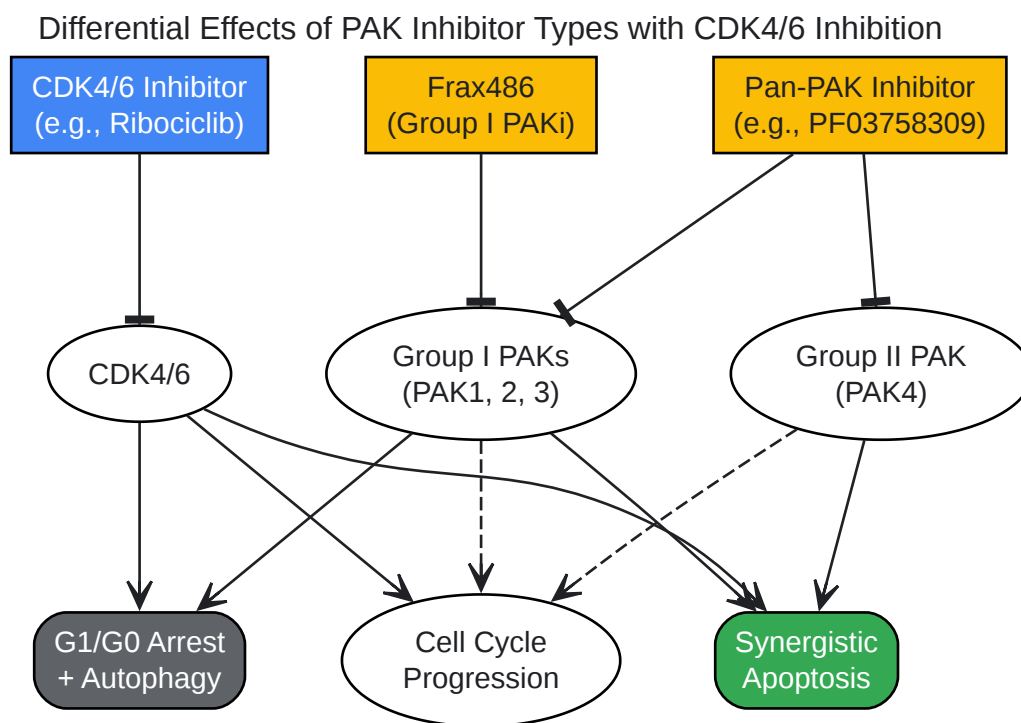 Differential Effects of PAK Inhibitor Types with CDK4/6 Inhibition
CDK4/6 Inhibitor
(e.g., Ribociclib)
Frax486
(Group I PAKi)
Pan-PAK Inhibitor
(e.g., PF03758309)
CDK4/6
Group I PAKs
(PAK1, 2, 3)
Group II PAK
(PAK4)
G1/G0 Arrest
+ Autophagy
Cell Cycle
Progression
Synergistic
Apoptosis